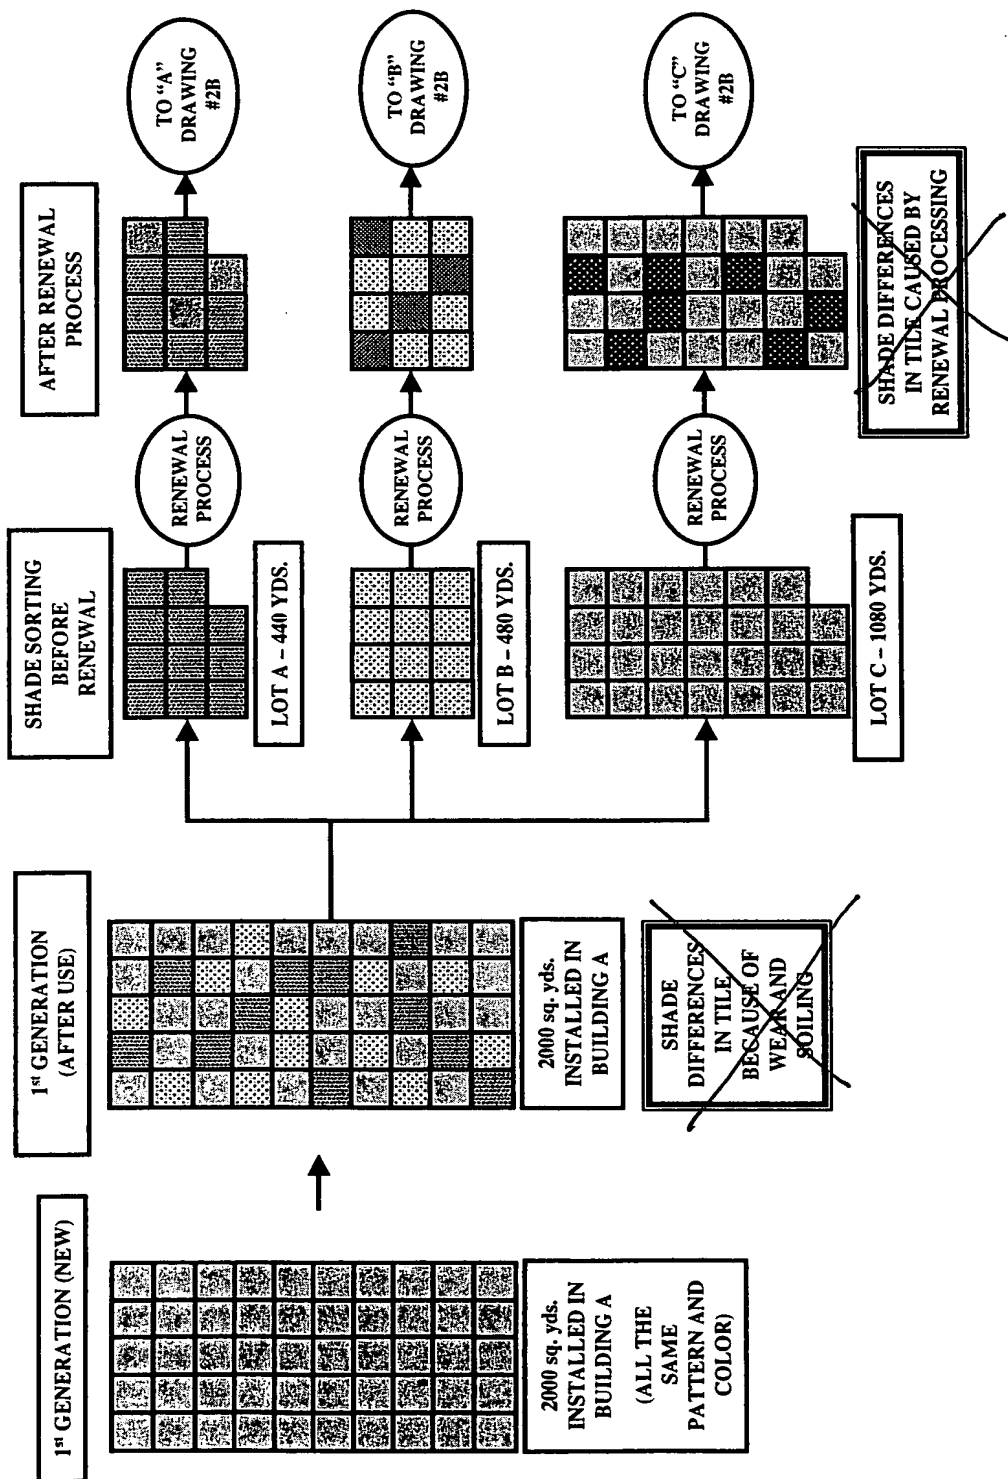 1st GENERATION (NEW)
2000 sq. yds.
INSTALLED IN
BUILDING A
(ALL THE
SAME
PATTERN AND
COLOR)
1st GENERATION
(AFTER USE)
2000 sq. yds.
INSTALLED IN
BUILDING A
SHADE
DIFFERENCES
IN TILE
BECAUSE OF
WEAR AND
SOILING
SHADE SORTING
BEFORE
RENEWAL
LOT A – 440 YDS.
LOT B – 480 YDS.
LOT C – 1080 YDS.
RENEWAL
PROCESS
RENEWAL
PROCESS
RENEWAL
PROCESS
AFTER RENEWAL
PROCESS
SHADE DIFFERENCES
IN TILE CAUSED BY
RENEWAL PROCESSING
TO "A"
DRAWING
#2B
TO "B"
DRAWING
#2B
TO "C"
DRAWING
#2B